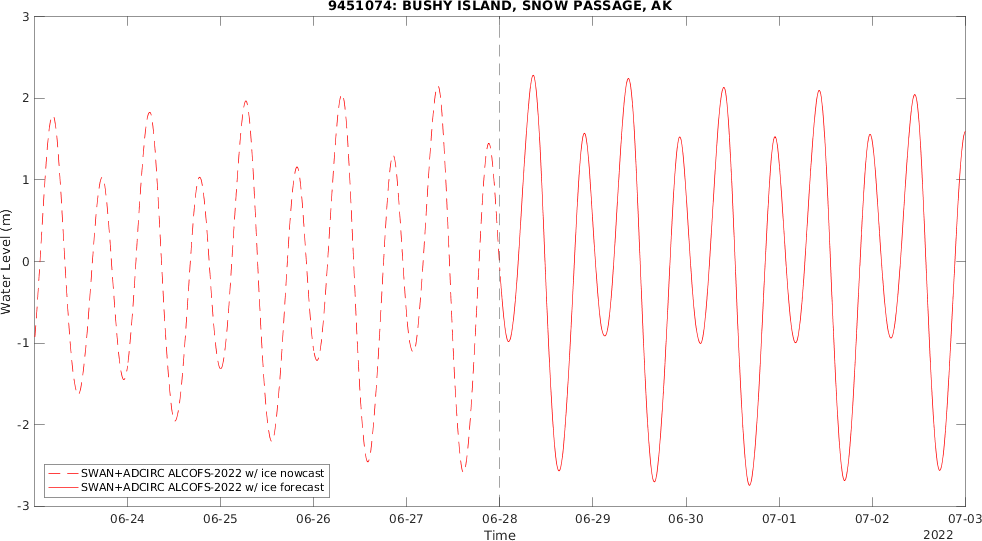 9451074: BUSHY ISLAND, SNOW PASSAGE, AK
3
2
1
0
-1
-2
-3
Water Level (m)
SWAN+ADCIRC ALCOFS-2022 w/ ice nowcast
SWAN+ADCIRC ALCOFS-2022 w/ ice forecast
06-24 06-25 06-26 06-27 06-28 06-29 06-30 07-01 07-02 07-03
Time
2022